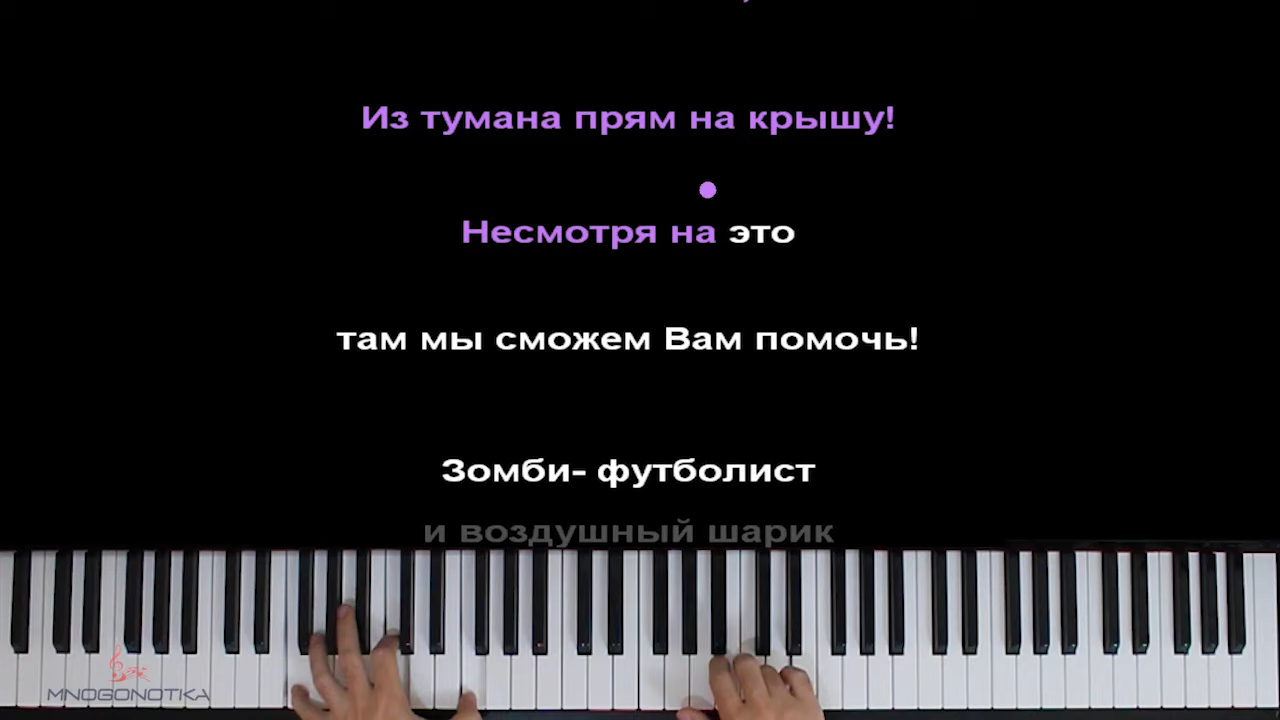 Из тумана прям на крышу!
Несмотря на это
там мы сможем Вам помочь!
Зомби- футболист
и воздушный шарик
MNOGONOTKA